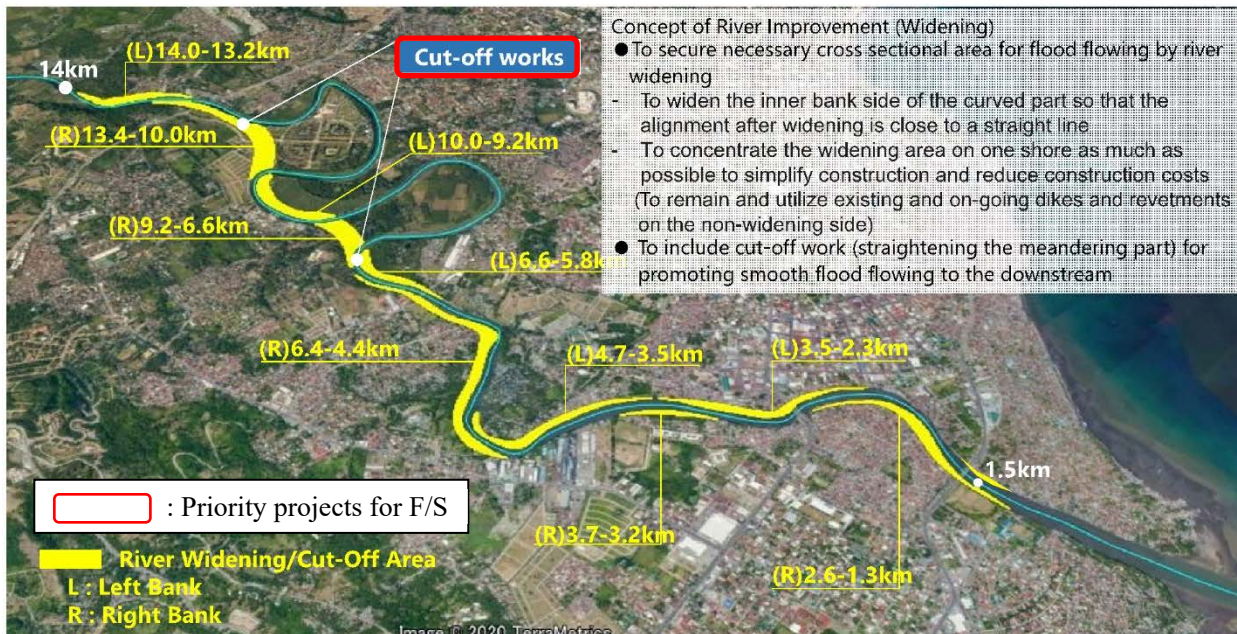 Concept of River Improvement (Widening)
● To secure necessary cross sectional area for flood flowing by river
widening
- To widen the inner bank side of the curved part so that the
alignment after widening is close to a straight line
- To concentrate the widening area on one shore as much as
possible to simplify construction and reduce construction costs
(To remain and utilize existing and on-going dikes and revetments
on the non-widening side)
● To include cut-off work (straightening the meandering part) for
promoting smooth flood flowing to the downstream
(L)14.0-13.2km
Cut-off works
14km
(R)13.4-10.0km
(L)10.0-9.2km
(R)9.2-6.6km
(L)6.6-5.8km
(R)6.4-4.4km
(L)4.7-3.5km
(L)3.5-2.3km
1.5km
(R)3.7-3.2km
(R)2.6-1.3km
: Priority projects for F/S
River Widening/Cut-Off Area
L : Left Bank
R : Right Bank
Image © 2020 TerraMetrics